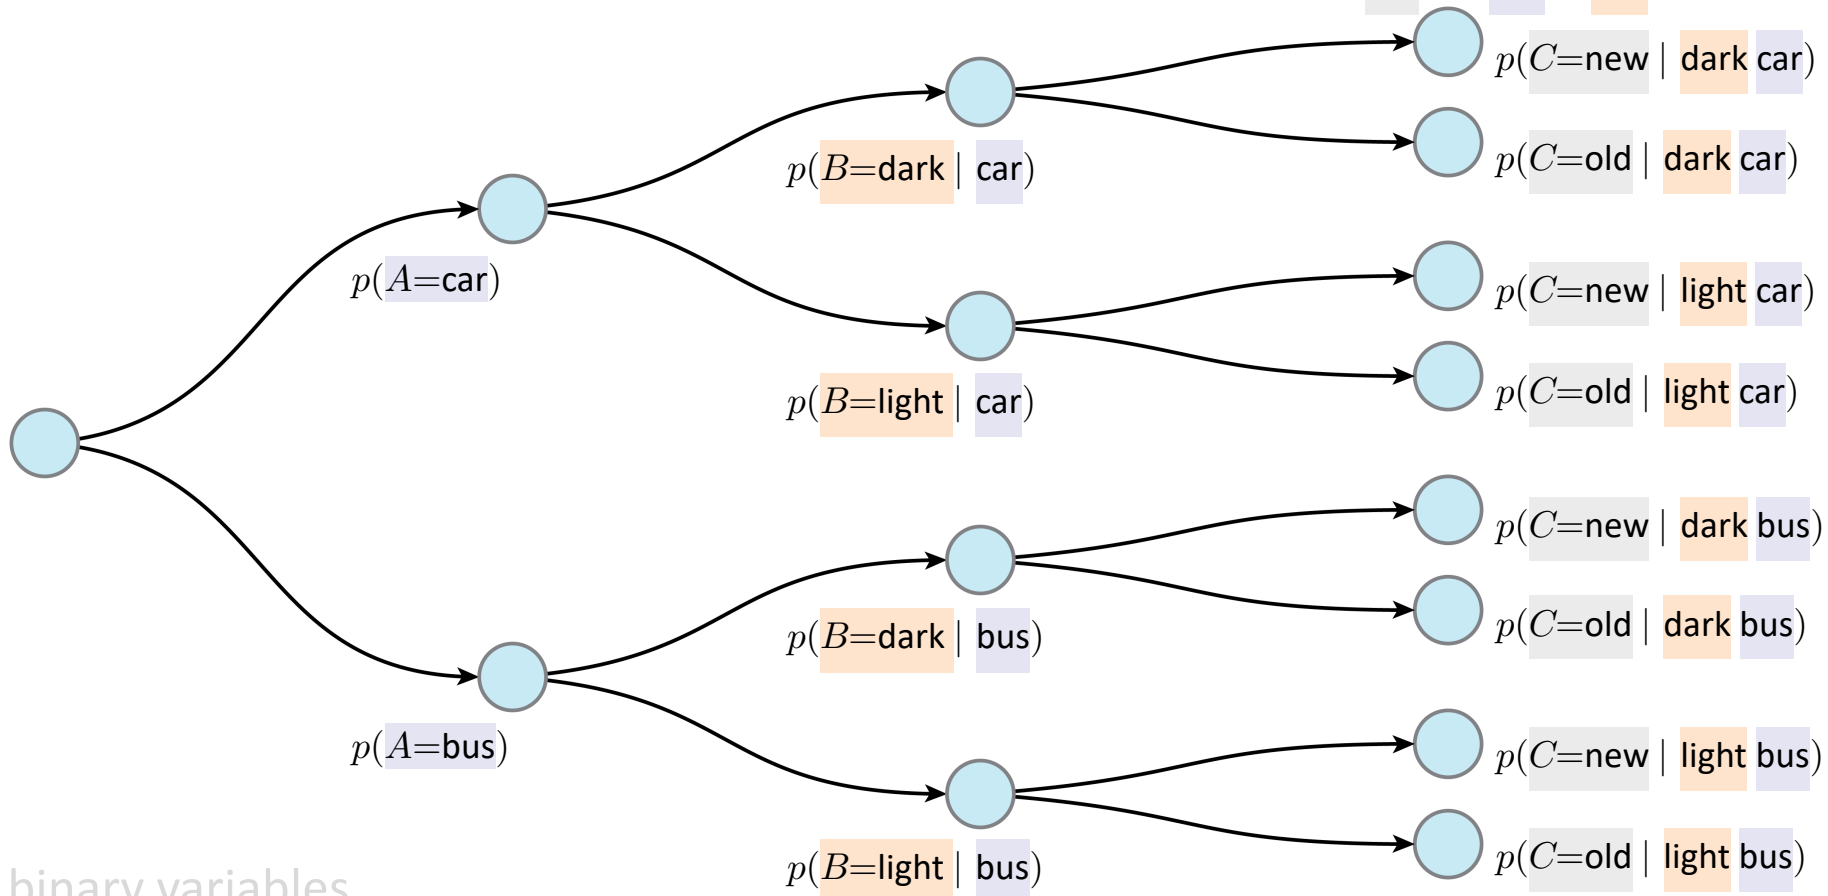 p(C=new | dark car)
p(C=old | dark car)
p(B=dark | car)
p(A=car)
p(C=new | light car)
p(C=old | light car)
p(B=light | car)
p(C=new | dark bus)
p(C=old | dark bus)
p(B=dark | bus)
p(A=bus)
p(C=new | light bus)
p(C=old | light bus)
p(B=light | bus)
binary variables